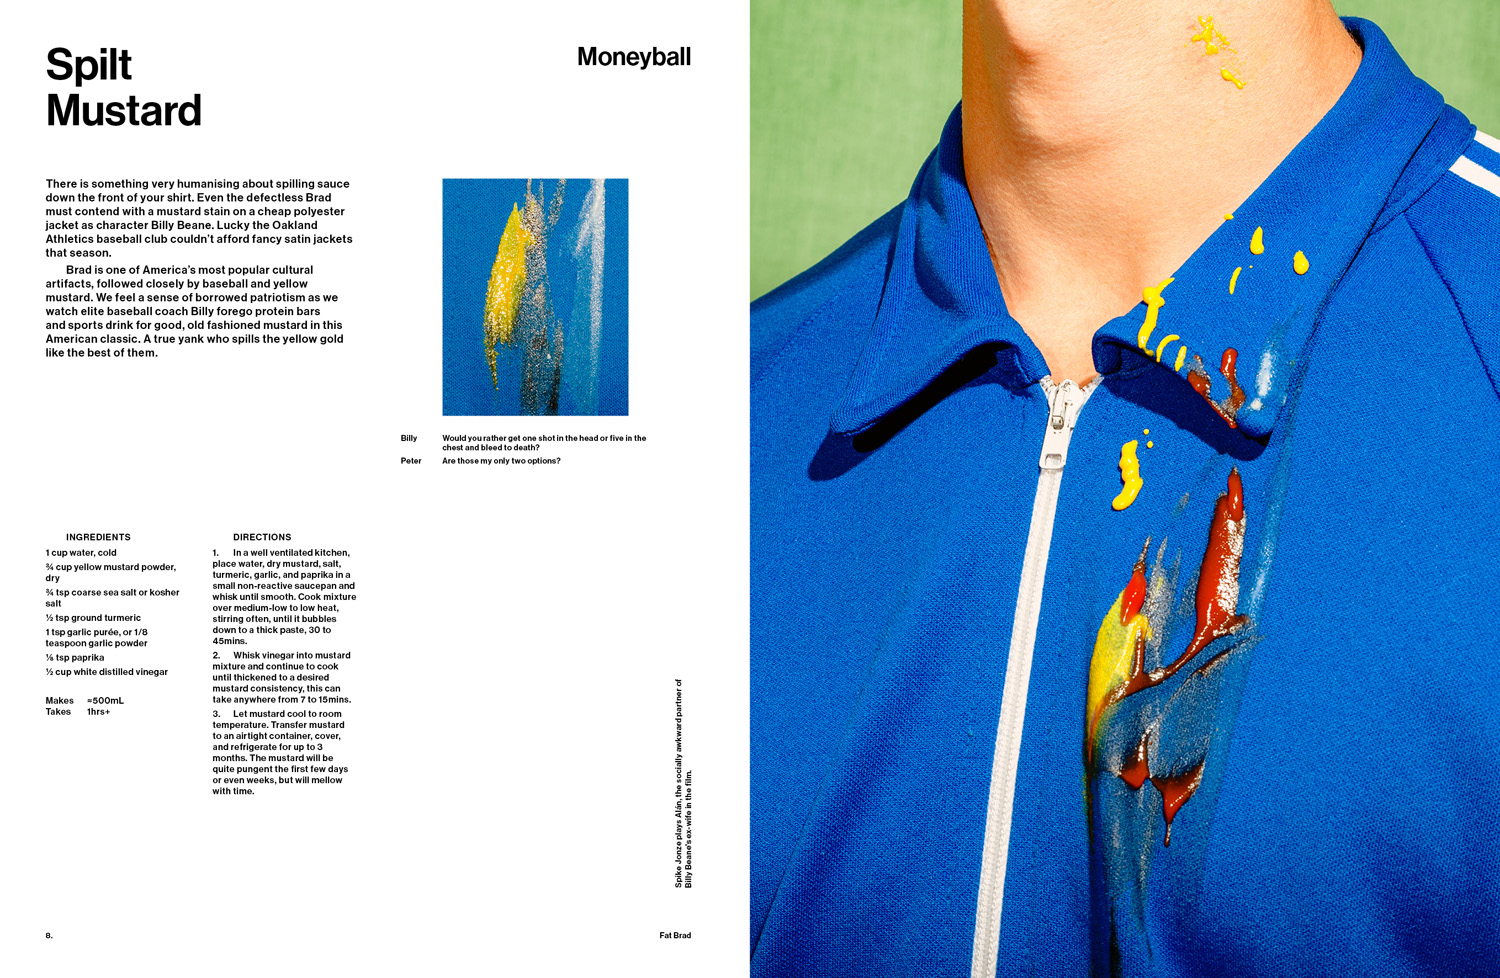 Spilt
Mustard
Moneyball
There is something very humanising about spilling sauce
down the front of your shirt. Even the defectless Brad
must contend with a mustard stain on a cheap polyester
jacket as character Billy Beane. Lucky the Oakland
Athletics baseball club couldn’t afford fancy satin jackets
that season.
Brad is one of America’s most popular cultural
artifacts, followed closely by baseball and yellow
mustard. We feel a sense of borrowed patriotism as we
watch elite baseball coach Billy forego protein bars
and sports drink for good, old fashioned mustard in this
American classic. A true yank who spills the yellow gold
like the best of them.
Billy Would you rather get one shot in the head or five in the
chest and bleed to death?
Peter Are those my only two options?
INGREDIENTS
1 cup water, cold
¾ cup yellow mustard powder,
dry
¾ tsp coarse sea salt or kosher
salt
½ tsp ground turmeric
1 tsp garlic purée, or 1/8
teaspoon garlic powder
⅛ tsp paprika
½ cup white distilled vinegar
Makes ≈500mL
Takes 1hrs+
DIRECTIONS
1. In a well ventilated kitchen,
place water, dry mustard, salt,
turmeric, garlic, and paprika in a
small non-reactive saucepan and
whisk until smooth. Cook mixture
over medium-low to low heat,
stirring often, until it bubbles
down to a thick paste, 30 to
45mins.
2. Whisk vinegar into mustard
mixture and continue to cook
until thickened to a desired
mustard consistency, this can
take anywhere from 7 to 15mins.
3. Let mustard cool to room
temperature. Transfer mustard
to an airtight container, cover,
and refrigerate for up to 3
months. The mustard will be
quite pungent the first few days
or even weeks, but will mellow
with time.
Spike Jonze plays Alán, the socially awkward partner of
Billy Beane’s ex-wife in the film.
8.
Fat Brad